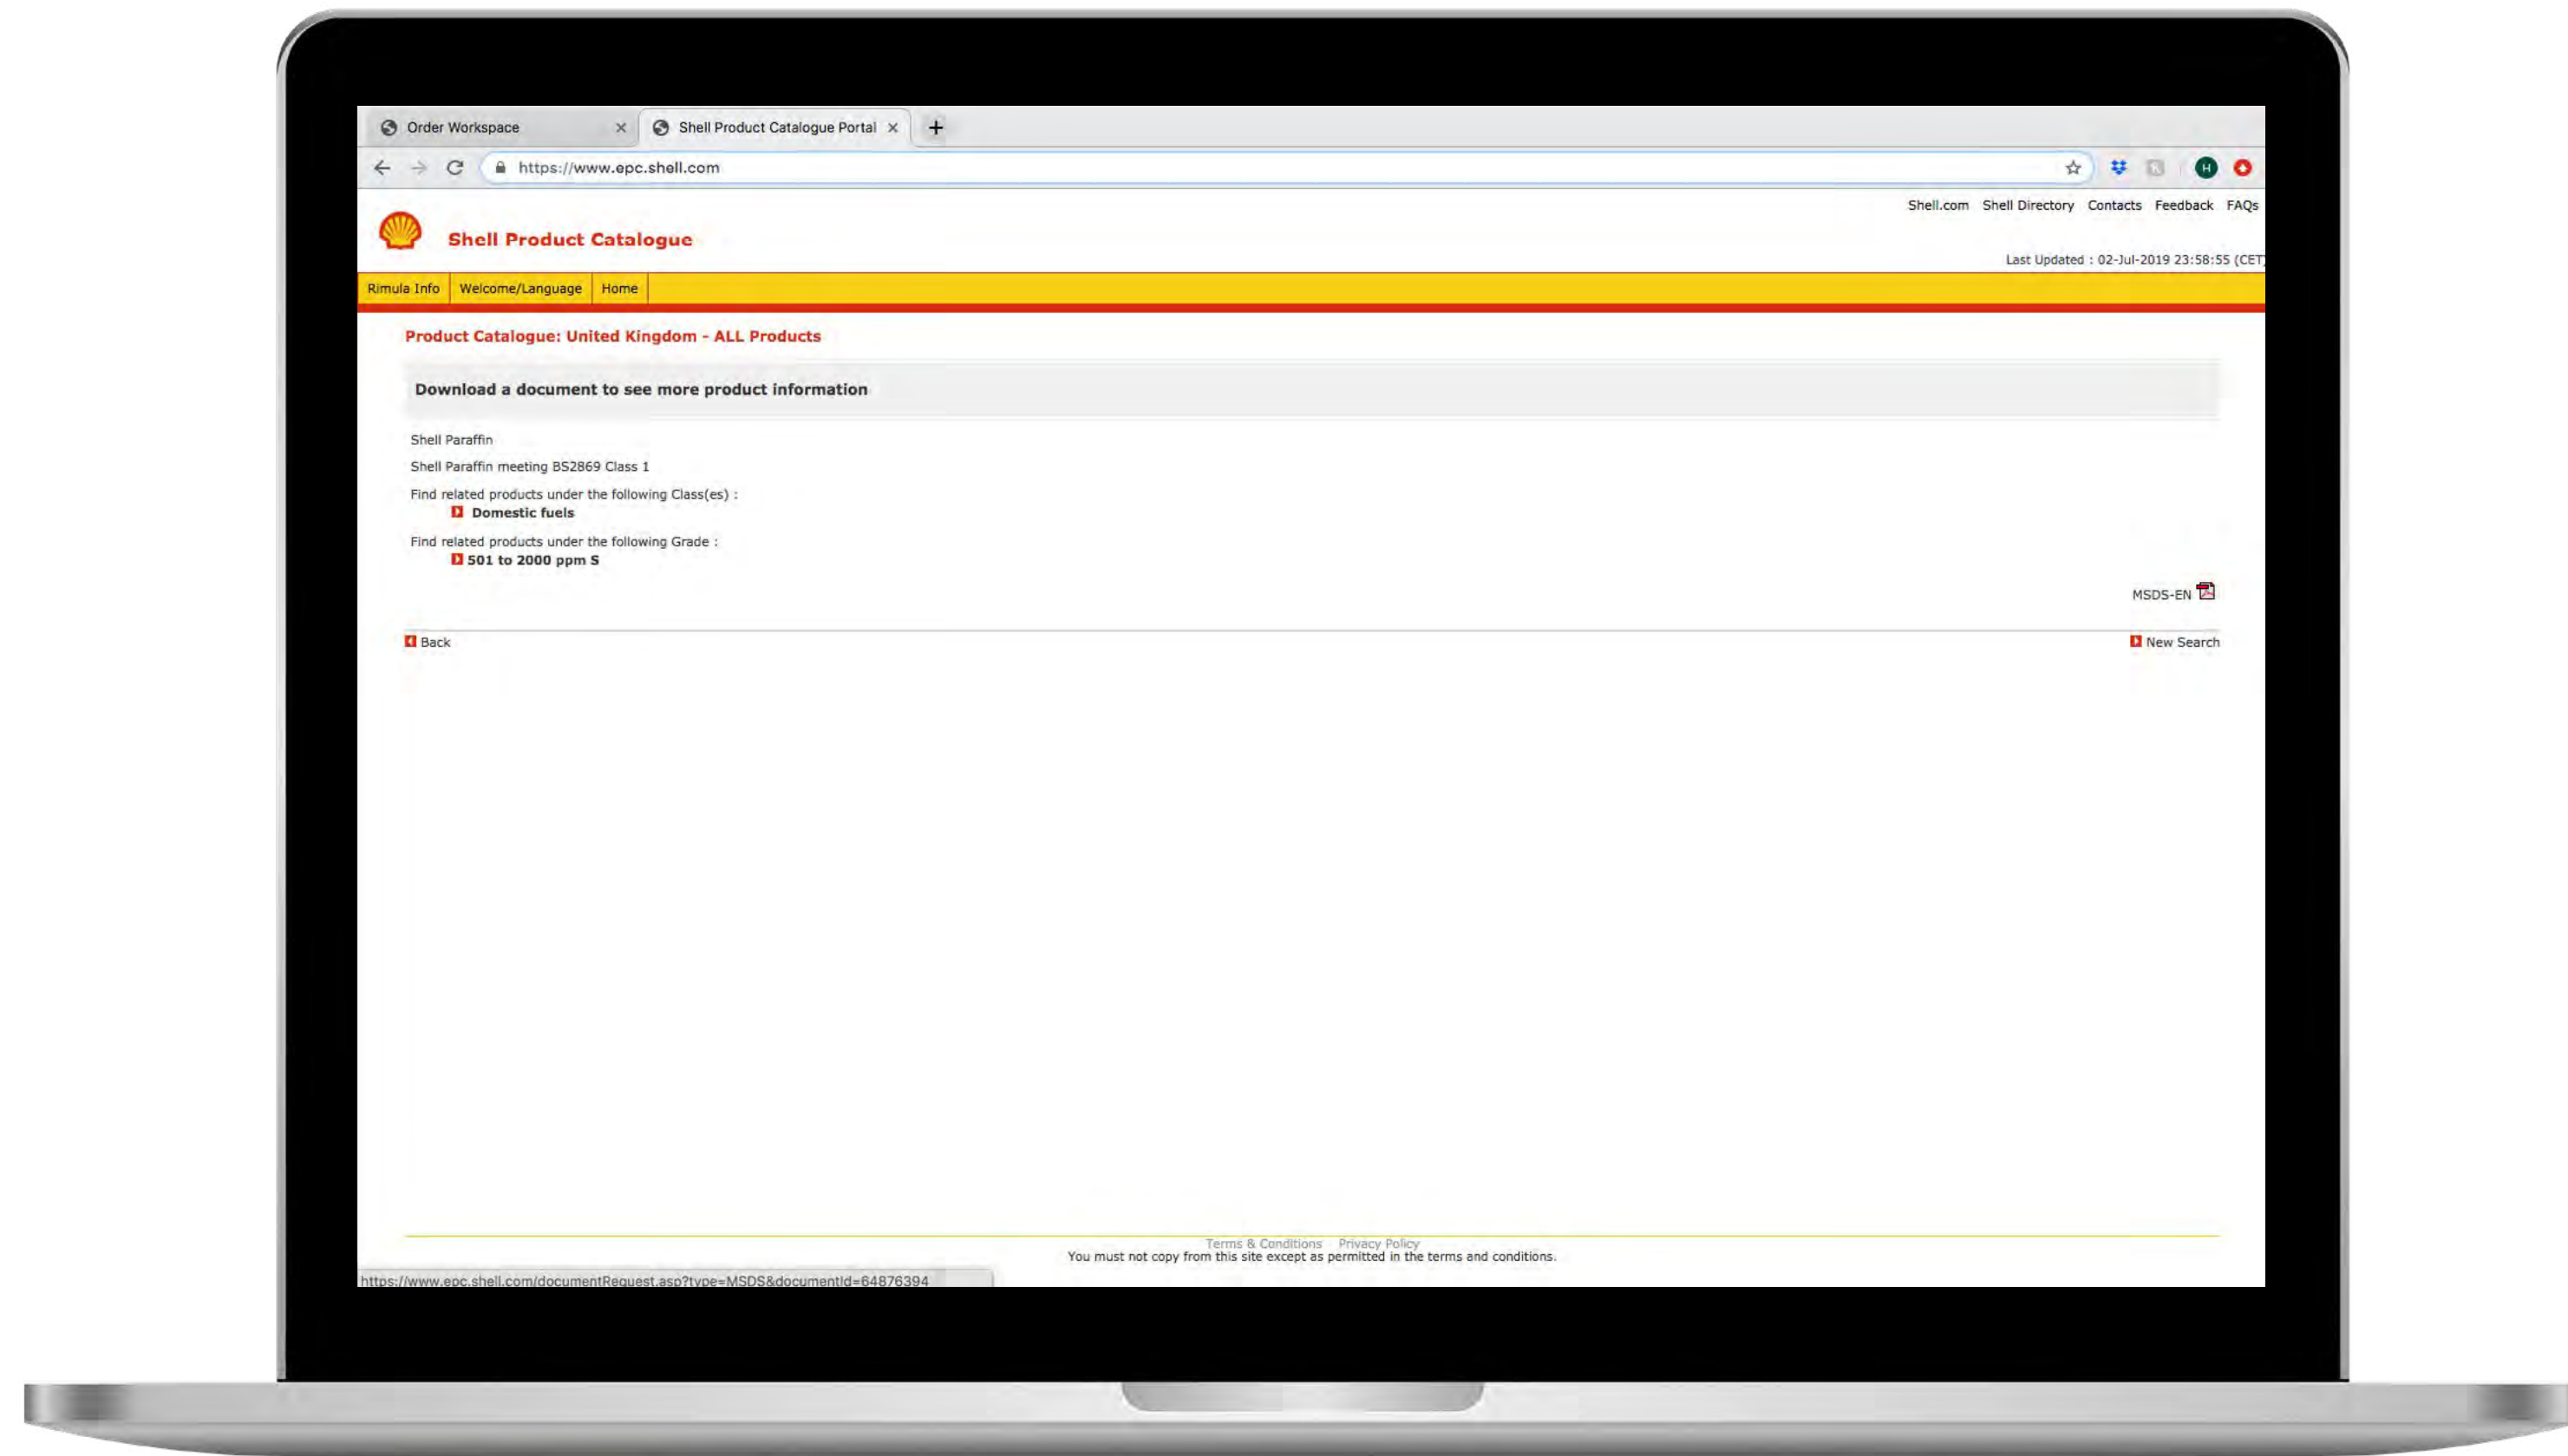 Order Workspace
Shell Product Catalogue Portal
https://www.epc.shell.com
H
Shell.com Shell Directory Contacts Feedback FAQs
Shell Product Catalogue
Last Updated : 02-Jul-2019 23:58:55 (CET)
Rimula Info Welcome/Language Home
Product Catalogue: United Kingdom - ALL Products
Download a document to see more product information
Shell Paraffin
Shell Paraffin meeting BS2869 Class 1
Find related products under the following Class(es) :
Domestic fuels
Find related products under the following Grade :
501 to 2000 ppm S
MSDS-EN
Back
New Search
Terms & Conditions Privacy Policy
You must not copy from this site except as permitted in the terms and conditions.
https://www.epc.shell.com/documentRequest.asp?type=MSDS&documentId=64876394